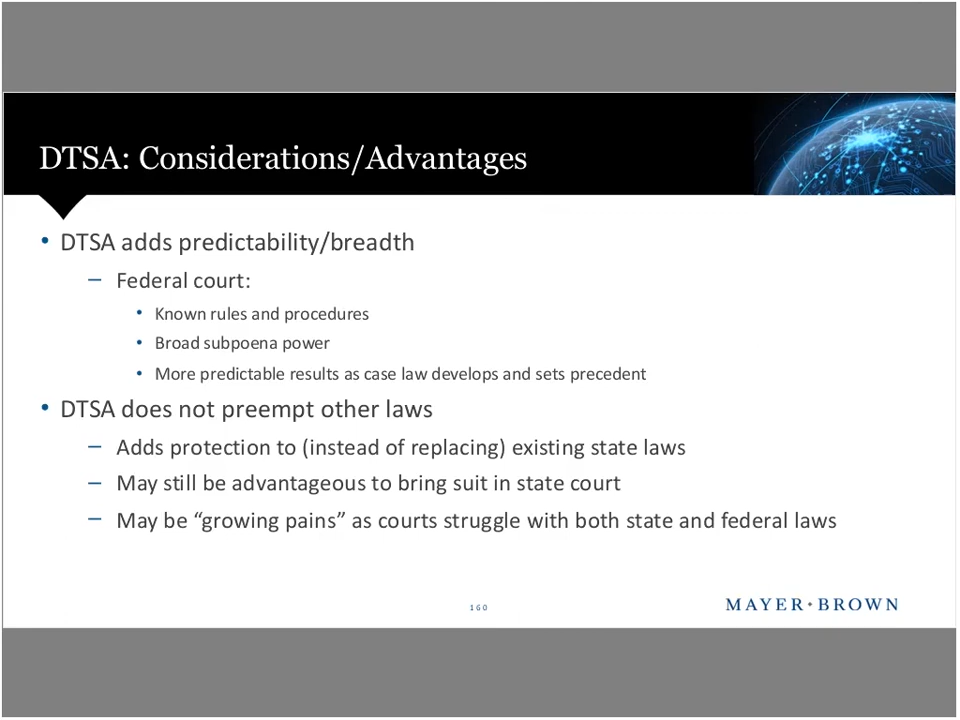 DTSA: Considerations/Advantages
• DTSA adds predictability/breadth
– Federal court:
• Known rules and procedures
• Broad subpoena power
• More predictable results as case law develops and sets precedent
• DTSA does not preempt other laws
– Adds protection to (instead of replacing) existing state laws
– May still be advantageous to bring suit in state court
– May be “growing pains” as courts struggle with both state and federal laws
160
MAYER•BROWN